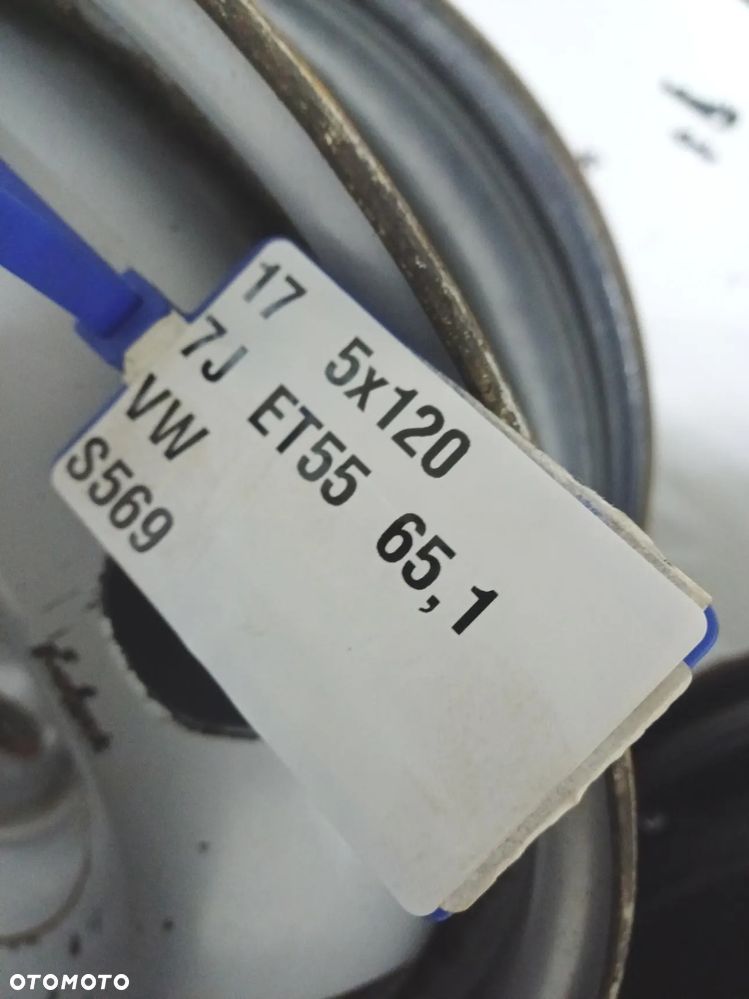 17 5x120
7J ET55 65,1
VW
S569
OTOMOTO